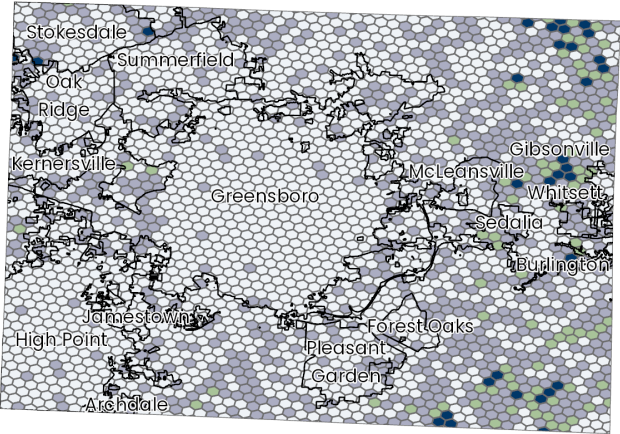 Stokesdale
Summerfield
Oak
Ridge
Gibsonville
Kernersville
McLeansville
Whitsett
Greensboro
Sedalia
Burlington
Jamestown
Forest Oaks
High Point
Pleasant
Garden
Archdale